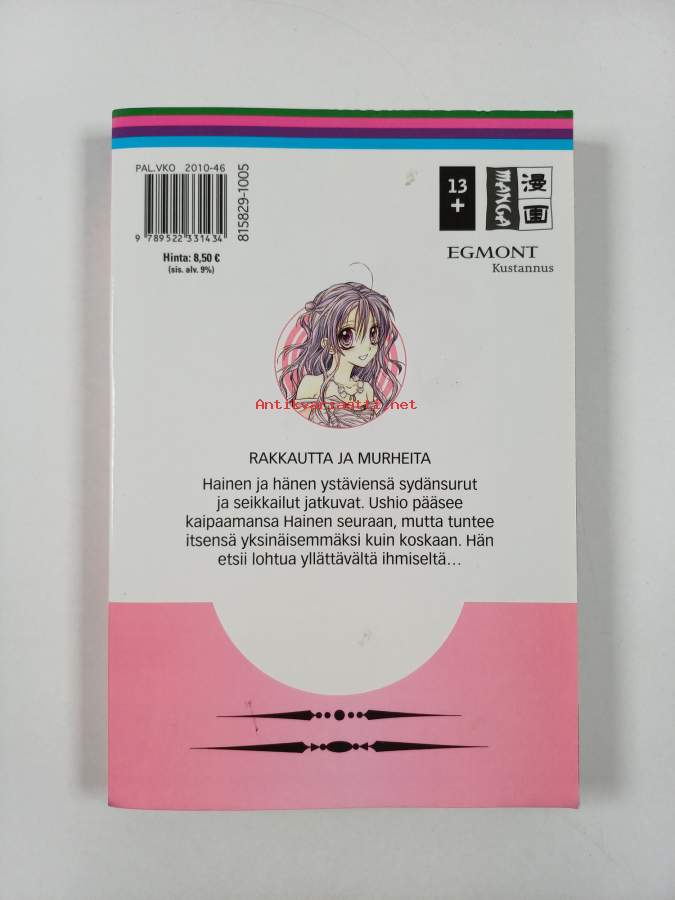 PAL.VKO 2010-46
815829-1005
9 789522 331434
Hinta: 8,50 €
(sis. alv. 9%)
13
+
MANGA
漫
画
EGMONT
Kustannus
Antikvariaatti.net
RAKKAUTTA JA MURHEITA
Hainen ja hänen ystäviensä sydänsurut
ja seikkailut jatkuvat. Ushio pääsee
kaipaamansa Hainen seuraan, mutta tuntee
itsensä yksinäisemmäksi kuin koskaan. Hän
etsii lohtua yllättävältä ihmiseltä…